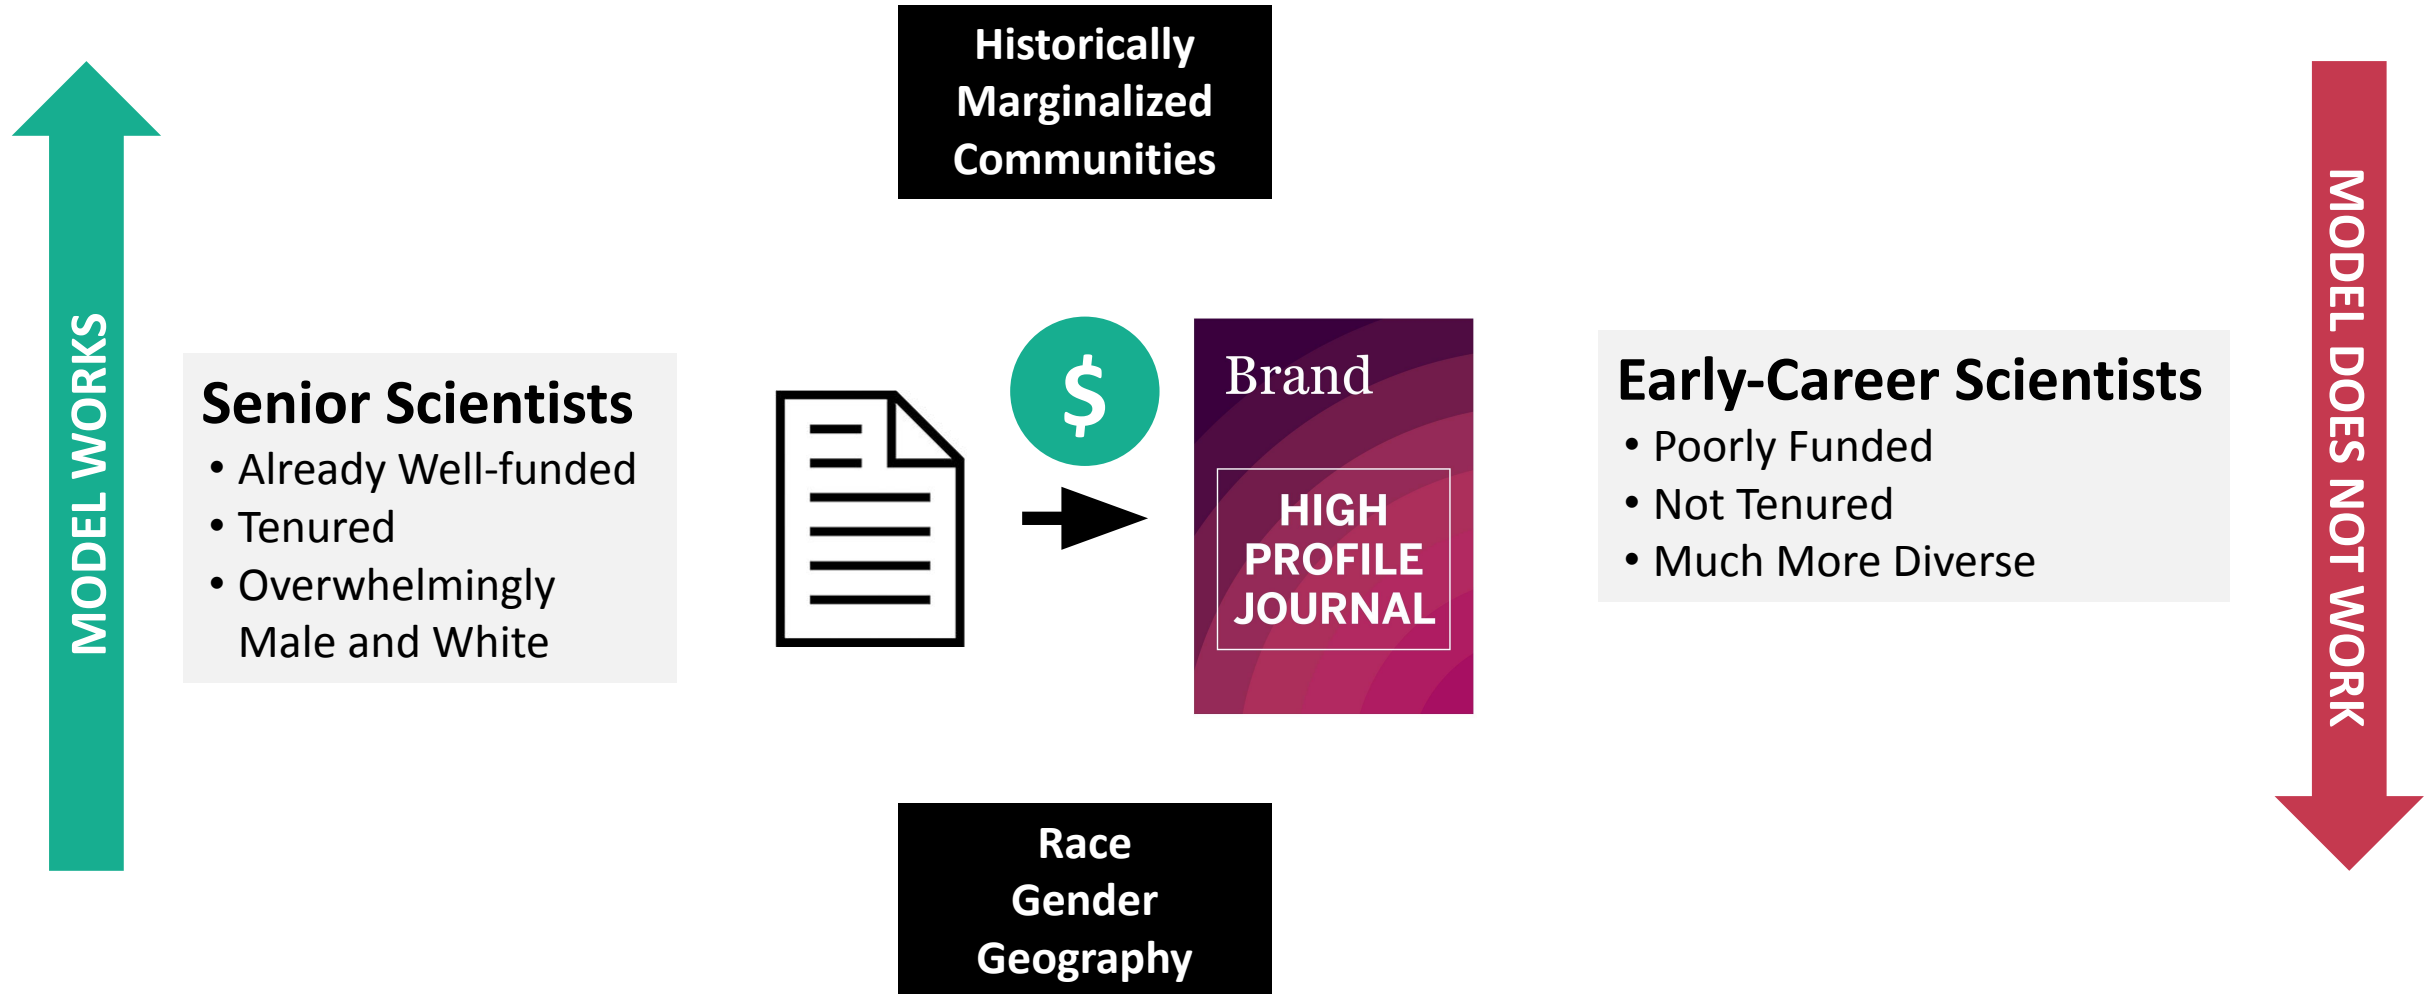 Historically
Marginalized
Communities
MODEL WORKS
Senior Scientists
• Already Well-funded
• Tenured
• Overwhelmingly
Male and White
$
Brand
HIGH
PROFILE
JOURNAL
Early-Career Scientists
• Poorly Funded
• Not Tenured
• Much More Diverse
MODEL DOES NOT WORK
Race
Gender
Geography